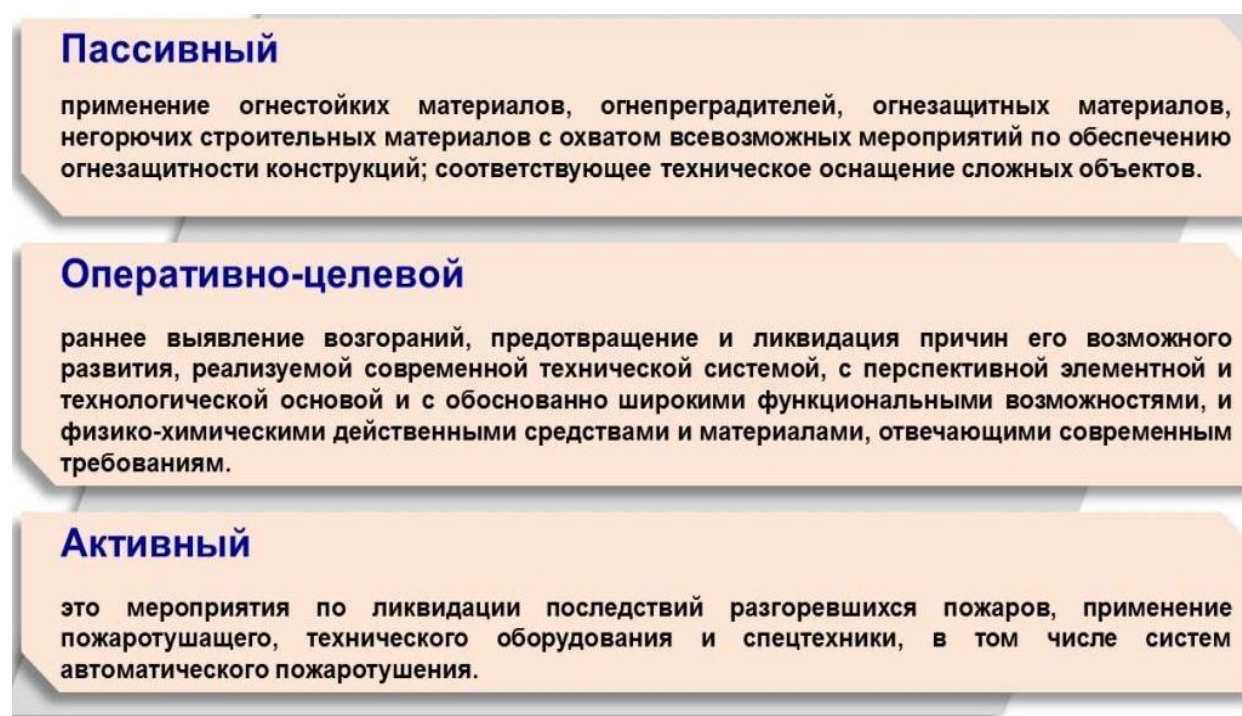 Пассивный
применение огнестойких материалов, огнепреградителей, огнезащитных материалов,
негорючих строительных материалов с охватом всевозможных мероприятий по обеспечению
огнезащитности конструкций; соответствующее техническое оснащение сложных объектов.
Оперативно-целевой
раннее выявление возгораний, предотвращение и ликвидация причин его возможного
развития, реализуемой современной технической системой, с перспективной элементной и
технологической основой и с обоснованно широкими функциональными возможностями, и
физико-химическими действенными средствами и материалами, отвечающими современным
требованиям.
Активный
это мероприятия по ликвидации последствий разгоревшихся пожаров, применение
пожаротушащего, технического оборудования и спецтехники, в том числе систем
автоматического пожаротушения.